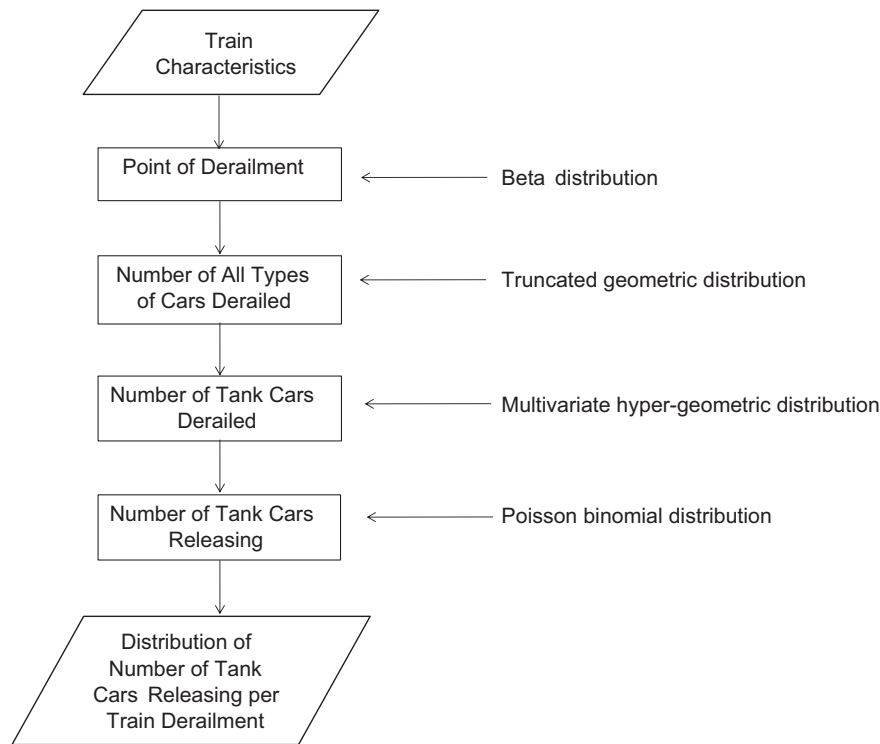 Train
Characteristics
Point of Derailment
Beta distribution
Number of All Types
of Cars Derailed
Truncated geometric distribution
Number of Tank Cars
Derailed
Multivariate hyper-geometric distribution
Number of Tank Cars
Releasing
Poisson binomial distribution
Distribution of
Number of Tank
Cars Releasing per
Train Derailment